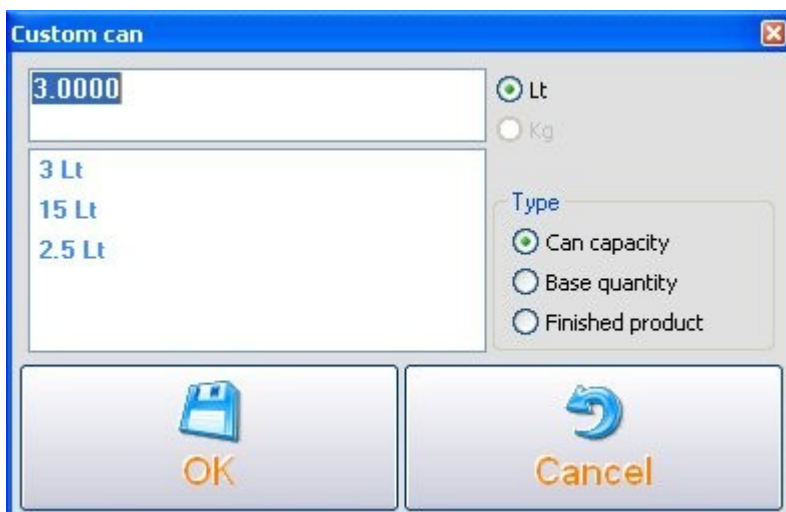 Custom can
3.0000
Lt
Kg
3 Lt
15 Lt
2.5 Lt
Type
Can capacity
Base quantity
Finished product
OK
Cancel